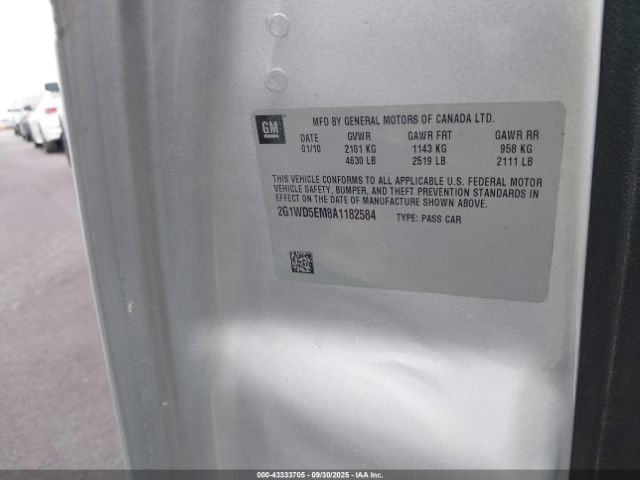 GM
MFD BY GENERAL MOTORS OF CANADA LTD.
DATE GVWR GAWR FRT GAWR RR
01/10 2101 KG 1143 KG 958 KG
4630 LB 2519 LB 2111 LB
THIS VEHICLE CONFORMS TO ALL APPLICABLE U.S. FEDERAL MOTOR
VEHICLE SAFETY, BUMPER, AND THEFT PREVENTION STANDARDS IN
EFFECT ON THE DATE OF MANUFACTURE SHOWN ABOVE.
2G1WD5EM8A1182584 TYPE: PASS CAR
000-43333705 - 09/30/2025 - IAA Inc.